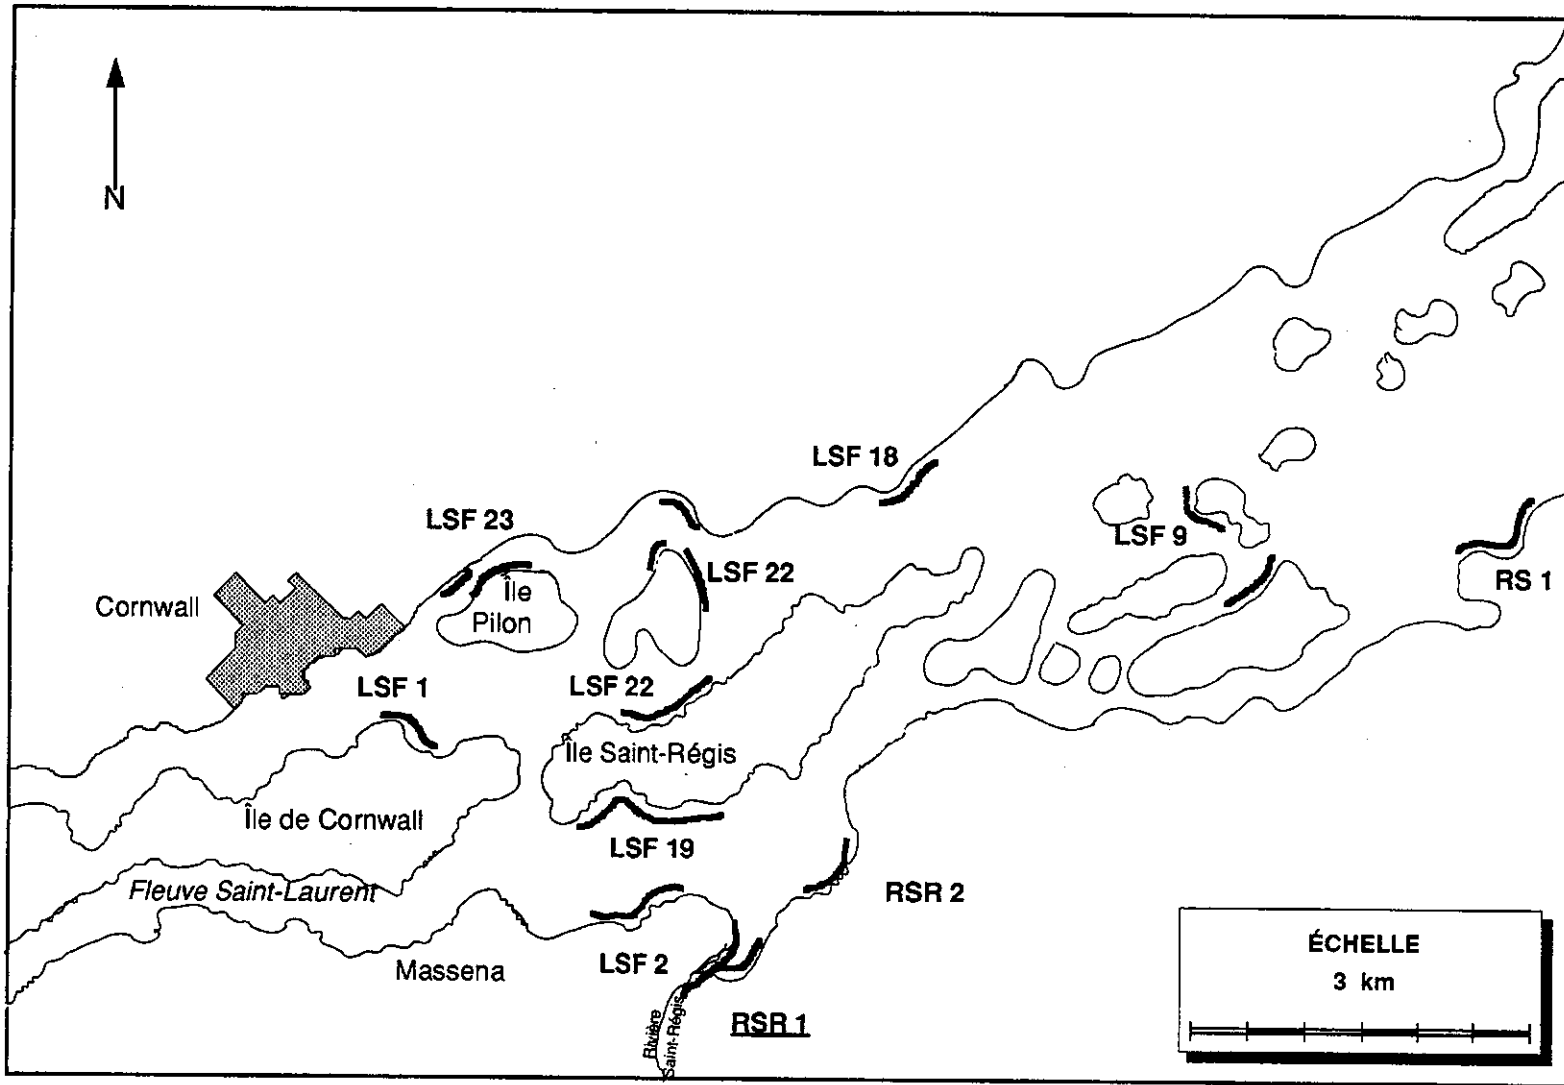 N
LSF 18
LSF 23
LSF 9
LSF 22
RS 1
Île
Pilon
Cornwall
LSF 1
LSF 22
Île Saint-Régis
Île de Cornwall
LSF 19
Fleuve Saint-Laurent
RSR 2
Massena
LSF 2
RSR 1
Rivière
Saint-Régis
ÉCHELLE
3 km